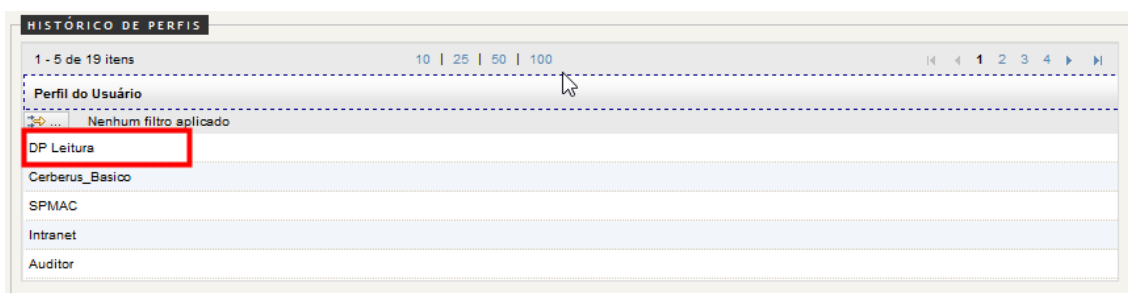 HISTÓRICO DE PERFIS
1 - 5 de 19 itens 10 | 25 | 50 | 100 1 2 3 4
Perfil do Usuário
... Nenhum filtro aplicado
DP Leitura
Cerberus_Basico
SPMAC
Intranet
Auditor